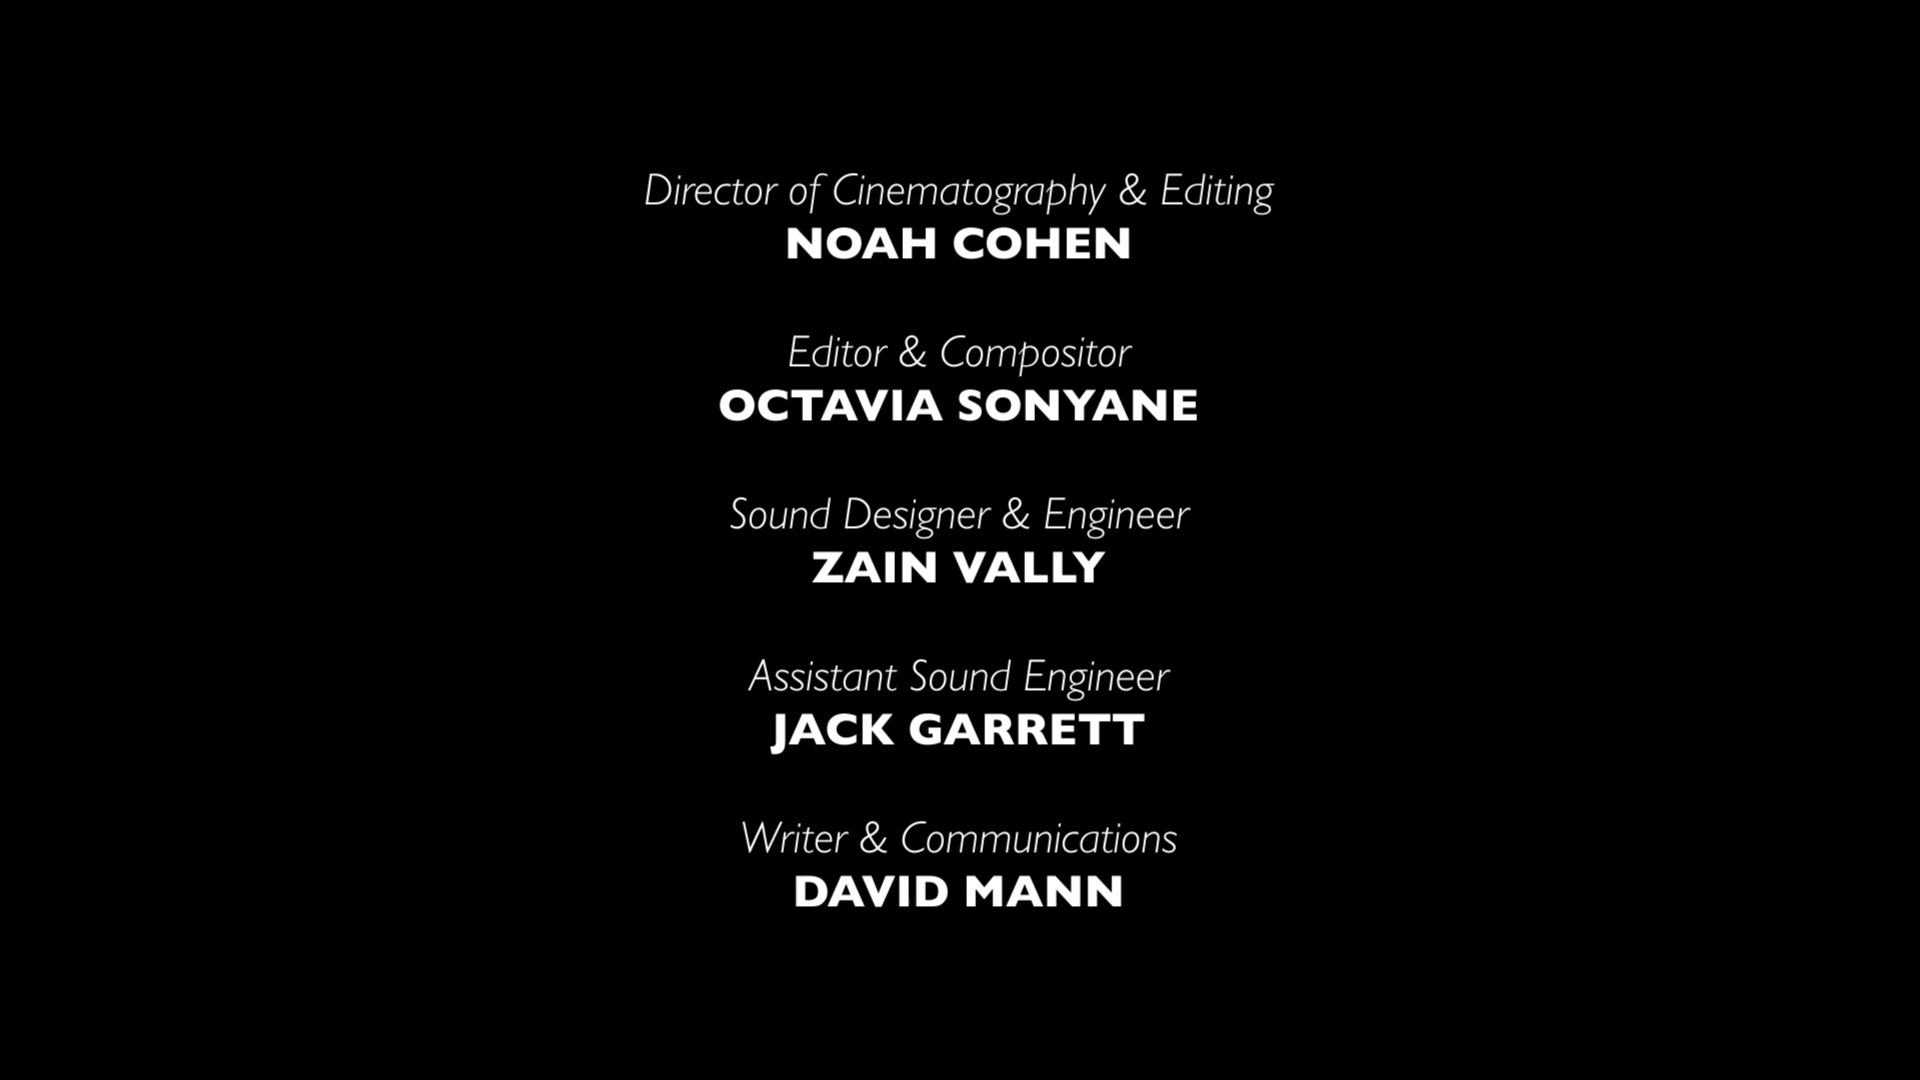 Director of Cinematography & Editing
NOAH COHEN
Editor & Compositor
OCTAVIA SONYANE
Sound Designer & Engineer
ZAIN VALLY
Assistant Sound Engineer
JACK GARRETT
Writer & Communications
DAVID MANN